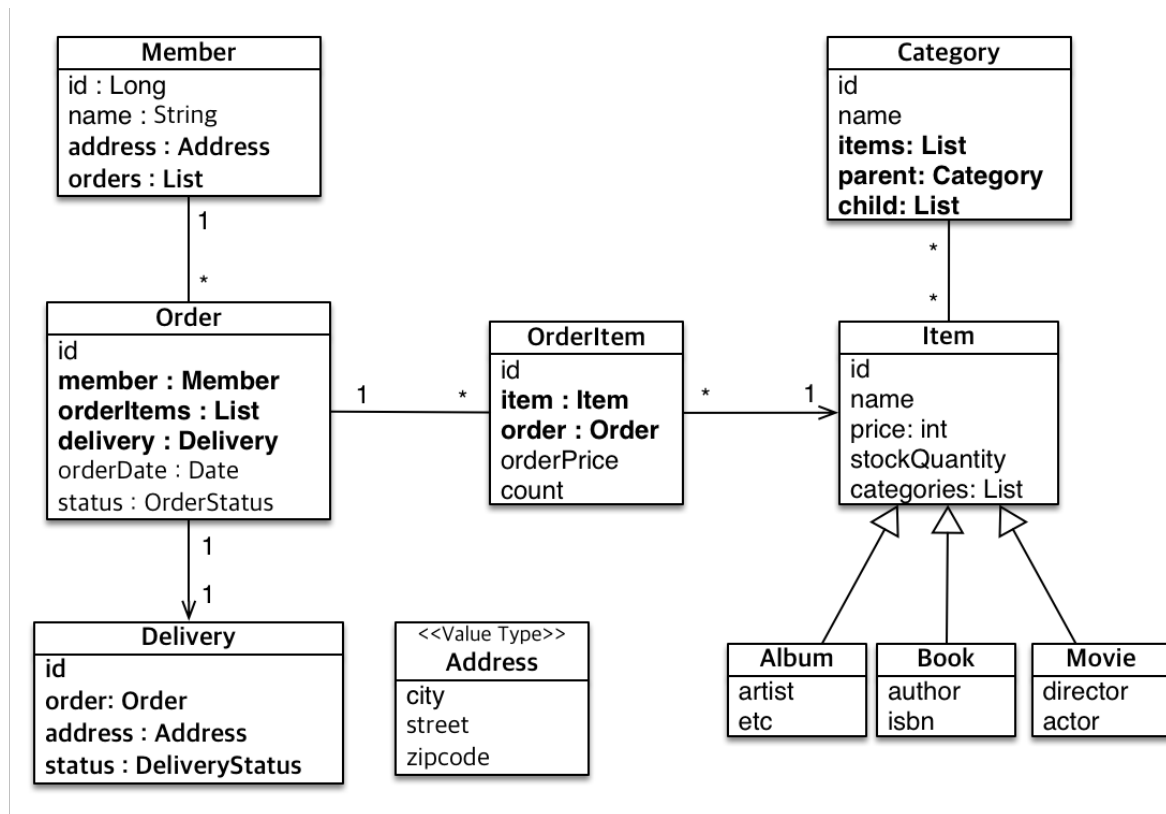 Member
id : Long
name : String
address : Address
orders : List
Category
id
name
items: List
parent: Category
child: List
1
*
*
*
Order
id
member : Member
orderItems : List
delivery : Delivery
orderDate : Date
status : OrderStatus
1
*
OrderItem
id
item : Item
order : Order
orderPrice
count
*
1
Item
id
name
price: int
stockQuantity
categories: List
1
1
Delivery
id
order: Order
address : Address
status : DeliveryStatus
<<Value Type>>
Address
city
street
zipcode
Album
artist
etc
Book
author
isbn
Movie
director
actor